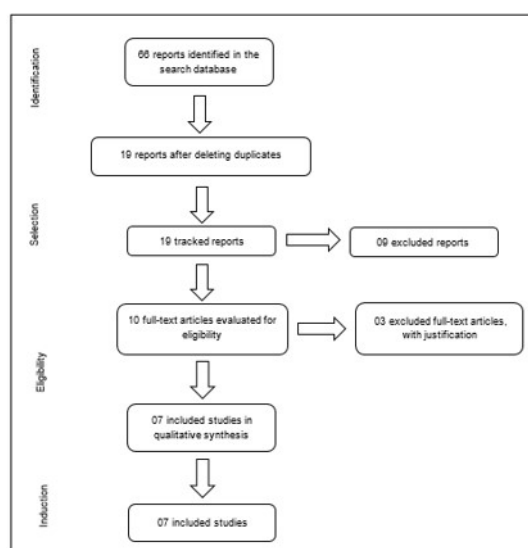 Identification
66 reports identified in the
search database
19 reports after deleting duplicates
Selection
19 tracked reports
09 excluded reports
10 full-text articles evaluated for
eligibility
03 excluded full-text articles,
with justification
Eligibility
07 included studies in
qualitative synthesis
Induction
07 included studies